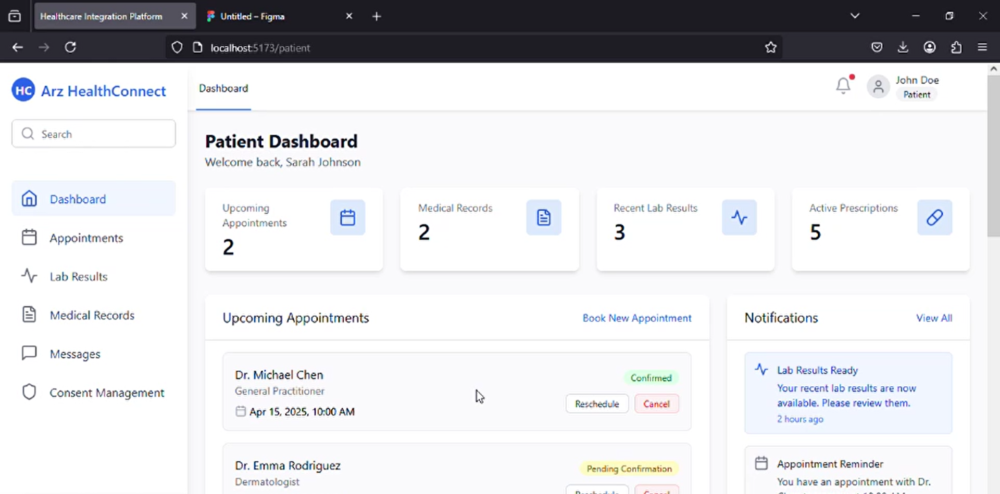 Healthcare Integration Platform
Untitled – Figma
localhost:5173/patient
HC Arz HealthConnect
Search
Dashboard
Appointments
Lab Results
Medical Records
Messages
Consent Management
Dashboard
John Doe
Patient
Patient Dashboard
Welcome back, Sarah Johnson
Upcoming
Appointments
2
Medical Records
2
Recent Lab Results
3
Active Prescriptions
5
Upcoming Appointments
Book New Appointment
Dr. Michael Chen
General Practitioner
Apr 15, 2025, 10:00 AM
Confirmed
Reschedule
Cancel
Dr. Emma Rodriguez
Dermatologist
Pending Confirmation
Reschedule
Cancel
Notifications
View All
Lab Results Ready
Your recent lab results are now
available. Please review them.
2 hours ago
Appointment Reminder
You have an appointment with Dr.